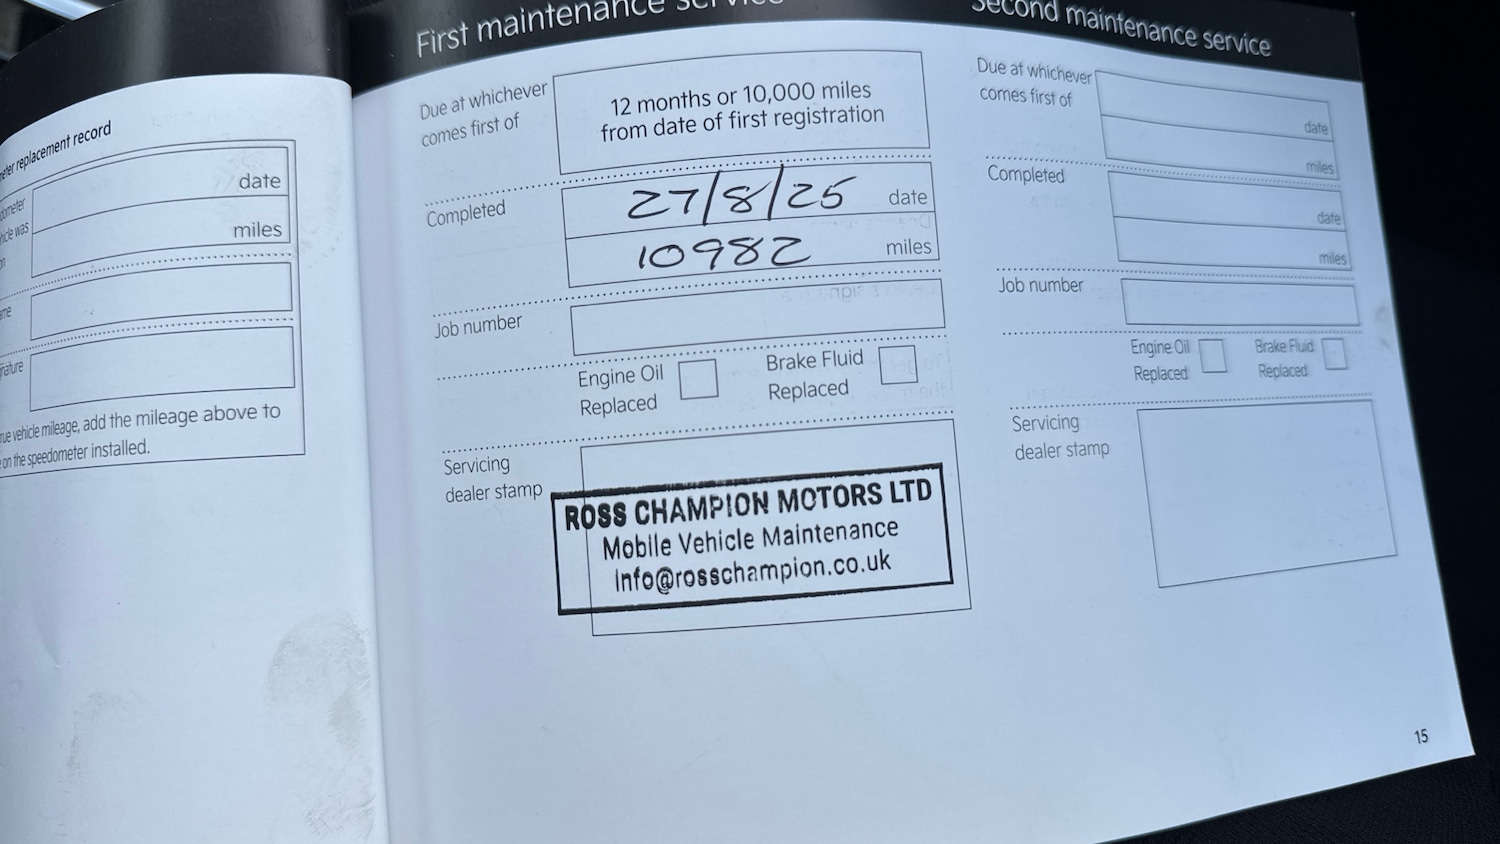 meter replacement record
date
miles
true vehicle mileage, add the mileage above to
on the speedometer installed.
First maintenance service
Due at whichever
comes first of
12 months or 10,000 miles
from date of first registration
Completed
27/8/25 date
10982 miles
Job number
Engine Oil
Replaced
Brake Fluid
Replaced
Servicing
dealer stamp
ROSS CHAMPION MOTORS LTD
Mobile Vehicle Maintenance
info@rosschampion.co.uk
Second maintenance service
Due at whichever
comes first of
date
miles
Completed
date
miles
Job number
Engine Oil
Replaced
Brake Fluid
Replaced
Servicing
dealer stamp
15